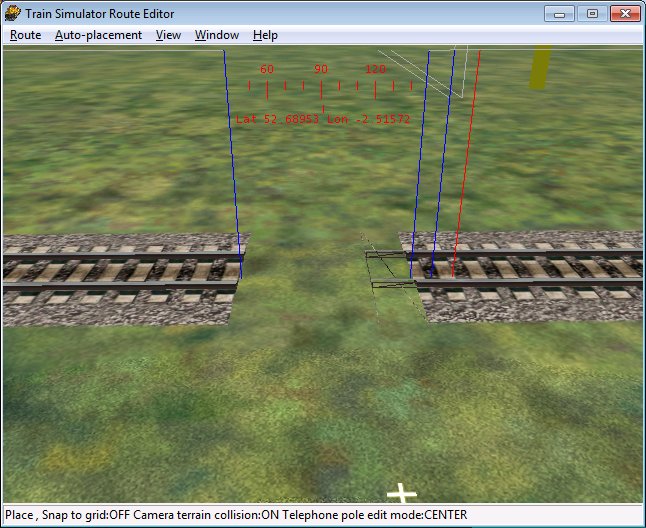 Train Simulator Route Editor
Route Auto-placement View Window Help
60 90 120
Lat 52.68953 Lon -2.51572
Place , Snap to grid:OFF Camera terrain collision:ON Telephone pole edit mode:CENTER